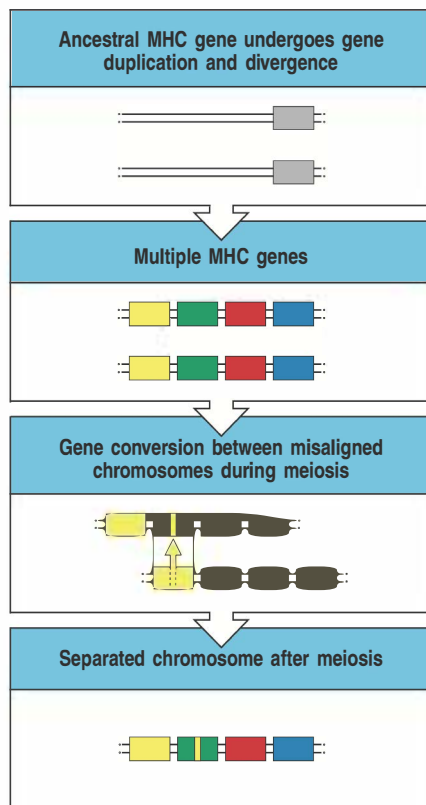 Ancestral MHC gene undergoes gene
duplication and divergence
Multiple MHC genes
Gene conversion between misaligned
chromosomes during meiosis
Separated chromosome after meiosis